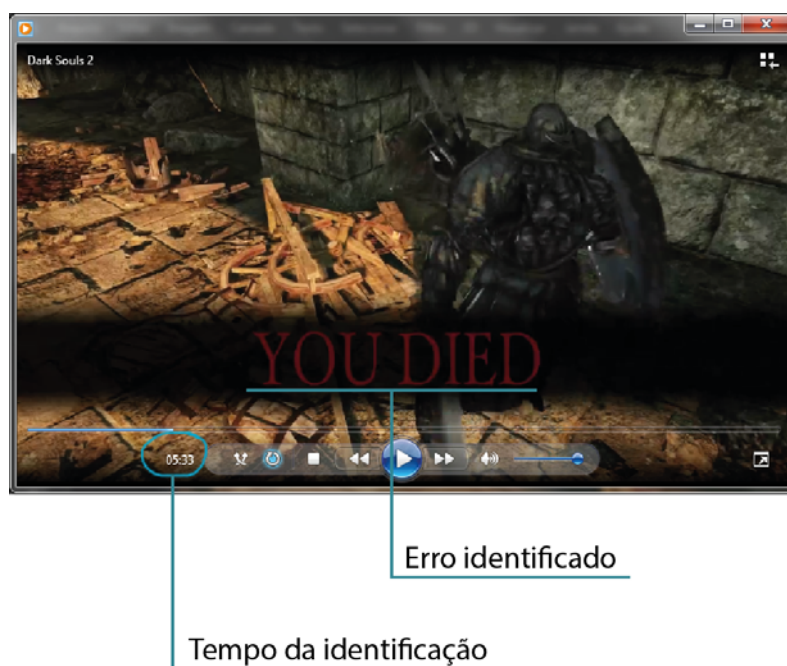 Dark Souls 2
YOU DIED
05:33
Erro identificado
Tempo da identificação